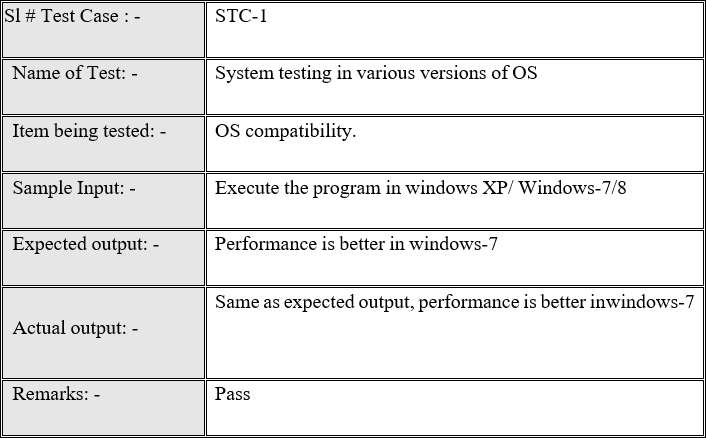 Sl # Test Case : - STC-1
Name of Test: - System testing in various versions of OS
Item being tested: - OS compatibility.
Sample Input: - Execute the program in windows XP/ Windows-7/8
Expected output: - Performance is better in windows-7
Actual output: - Same as expected output, performance is better inwindows-7
Remarks: - Pass